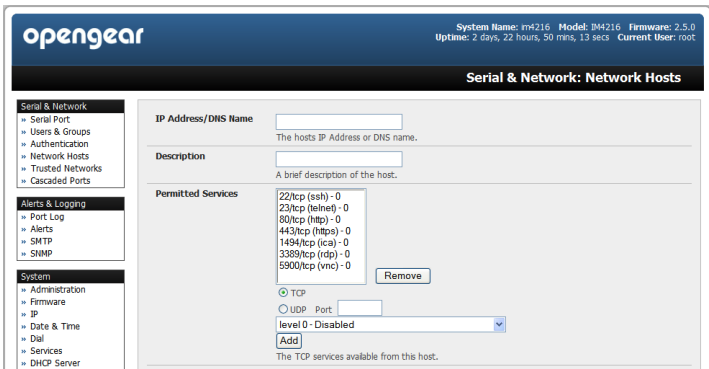 opengear
System Name: im4216 Model: IM4216 Firmware: 2.5.0
Uptime: 2 days, 22 hours, 50 mins, 13 secs Current User: root
Serial & Network: Network Hosts
Serial & Network
» Serial Port
» Users & Groups
» Authentication
» Network Hosts
» Trusted Networks
» Cascaded Ports
Alerts & Logging
» Port Log
» Alerts
» SMTP
» SNMP
System
» Administration
» Firmware
» IP
» Date & Time
» Dial
» Services
» DHCP Server
IP Address/DNS Name
The hosts IP Address or DNS name.
Description
A brief description of the host.
Permitted Services
22/tcp (ssh) - 0
23/tcp (telnet) - 0
80/tcp (http) - 0
443/tcp (https) - 0
1494/tcp (ica) - 0
3389/tcp (rdp) - 0
5900/tcp (vnc) - 0
Remove
TCP
UDP Port
level 0 - Disabled
Add
The TCP services available from this host.